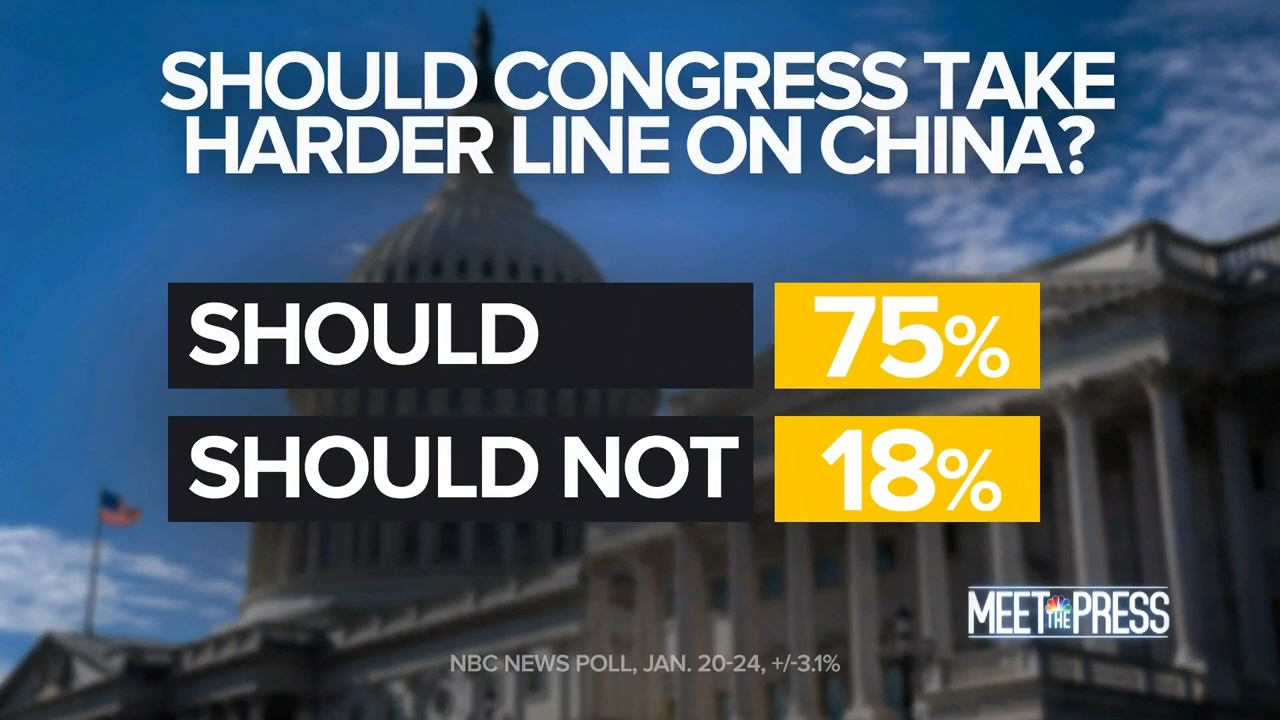 SHOULD CONGRESS TAKE
HARDER LINE ON CHINA?
SHOULD 75%
SHOULD NOT 18%
MEET THE PRESS
NBC NEWS POLL, JAN. 20-24, +/-3.1%